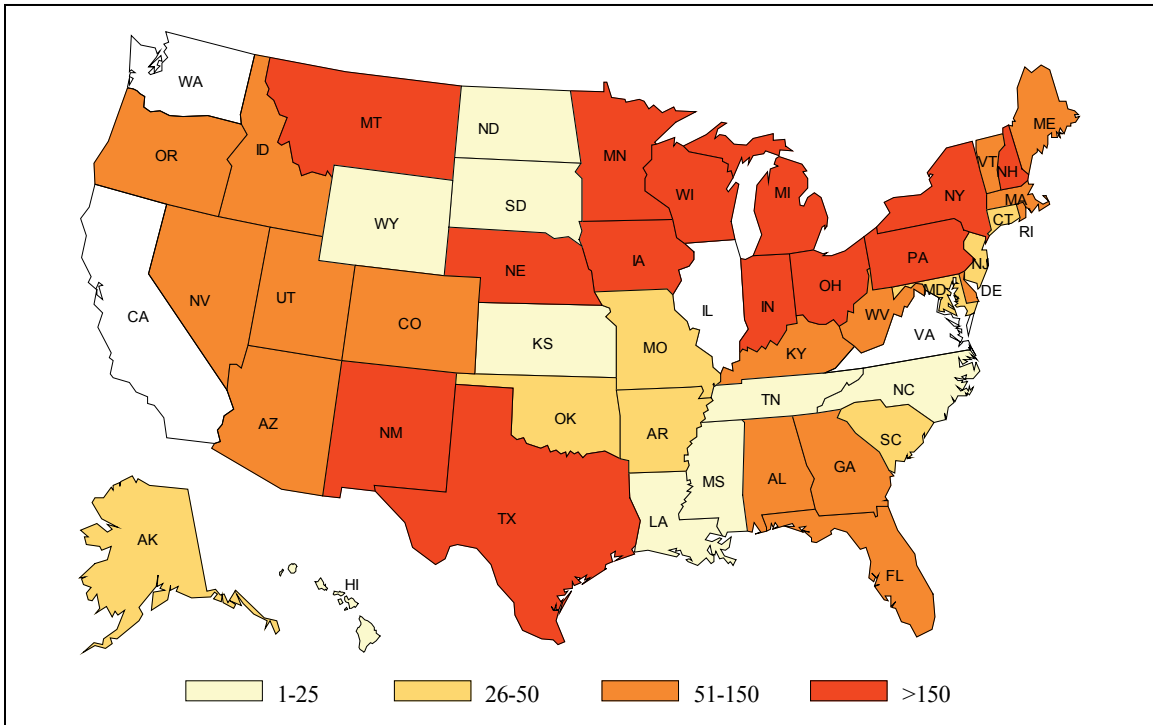 WA
MT
ND
MN
ME
OR
ID
VT
NH
WI
MI
NY
MA
SD
WY
CT
RI
NE
IA
PA
NJ
OH
DE
MD
NV
UT
CO
IL
IN
WV
CA
VA
KS
MO
KY
TN
NC
AZ
NM
OK
AR
SC
GA
MS
AL
TX
LA
AK
FL
HI
1-25 26-50 51-150 >150